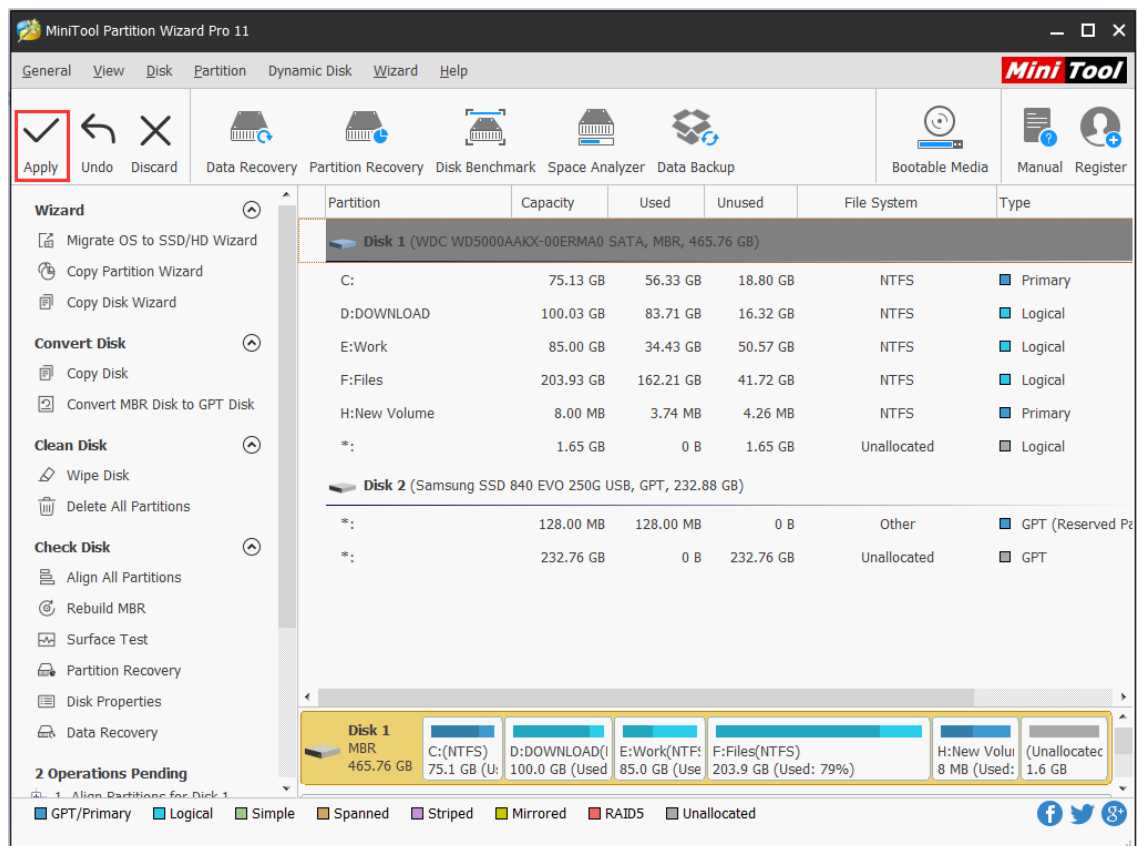 MiniTool Partition Wizard Pro 11
General View Disk Partition Dynamic Disk Wizard Help
Mini Tool
Apply Undo Discard Data Recovery Partition Recovery Disk Benchmark Space Analyzer Data Backup Bootable Media Manual Register
Wizard
Migrate OS to SSD/HD Wizard
Copy Partition Wizard
Copy Disk Wizard
Convert Disk
Copy Disk
Convert MBR Disk to GPT Disk
Clean Disk
Wipe Disk
Delete All Partitions
Check Disk
Align All Partitions
Rebuild MBR
Surface Test
Partition Recovery
Disk Properties
Data Recovery
2 Operations Pending
1. Align Partitions for Disk 1
Partition Capacity Used Unused File System Type
Disk 1 (WDC WD5000AAKX-00ERMA0 SATA, MBR, 465.76 GB)
C: 75.13 GB 56.33 GB 18.80 GB NTFS Primary
D:DOWNLOAD 100.03 GB 83.71 GB 16.32 GB NTFS Logical
E:Work 85.00 GB 34.43 GB 50.57 GB NTFS Logical
F:Files 203.93 GB 162.21 GB 41.72 GB NTFS Logical
H:New Volume 8.00 MB 3.74 MB 4.26 MB NTFS Primary
*: 1.65 GB 0 B 1.65 GB Unallocated Logical
Disk 2 (Samsung SSD 840 EVO 250G USB, GPT, 232.88 GB)
*: 128.00 MB 128.00 MB 0 B Other GPT (Reserved Pa
*: 232.76 GB 0 B 232.76 GB Unallocated GPT
Disk 1
MBR
465.76 GB
C:(NTFS)
75.1 GB (U:
D:DOWNLOAD(I
100.0 GB (Used
E:Work(NTF:
85.0 GB (Use
F:Files(NTFS)
203.9 GB (Used: 79%)
H:New Volu
8 MB (Used:
(Unallocated
1.6 GB
GPT/Primary Logical Simple Spanned Striped Mirrored RAID5 Unallocated